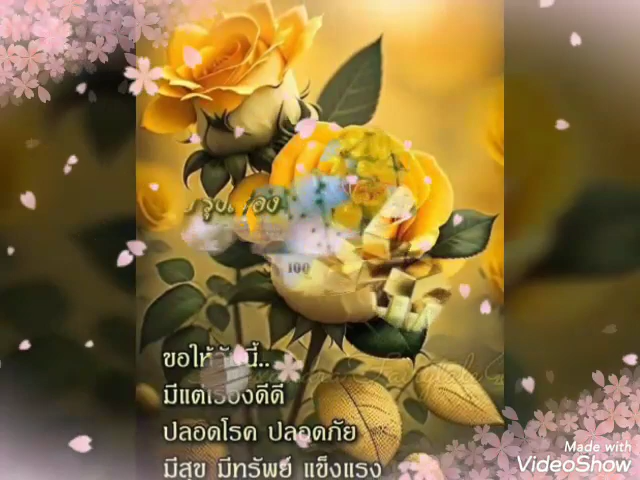 100
ขอให้วันนี้..
มีแต่เรื่องดีดี
ปลอดโรค ปลอดภัย
มีสุข มีทรัพย์ แข็งแรง
Made with
VideoShow